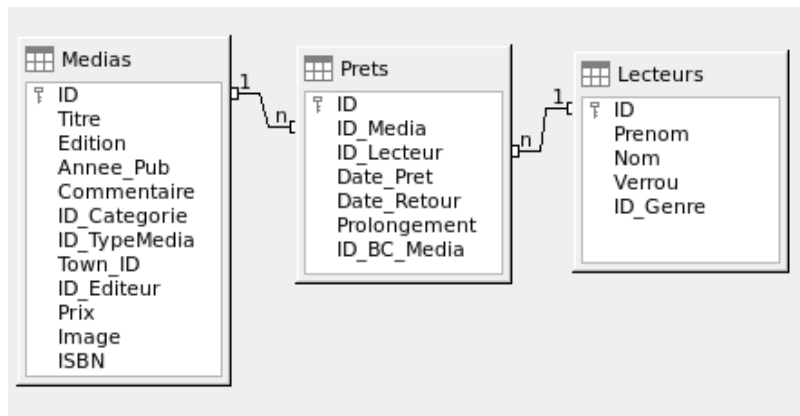 Medias
ID
Titre
Edition
Annee_Pub
Commentaire
ID_Categorie
ID_TypeMedia
Town_ID
ID_Editeur
Prix
Image
ISBN
1
n
Prets
ID
ID_Media
ID_Lecteur
Date_Pret
Date_Retour
Prolongement
ID_BC_Media
1
n
Lecteurs
ID
Prenom
Nom
Verrou
ID_Genre